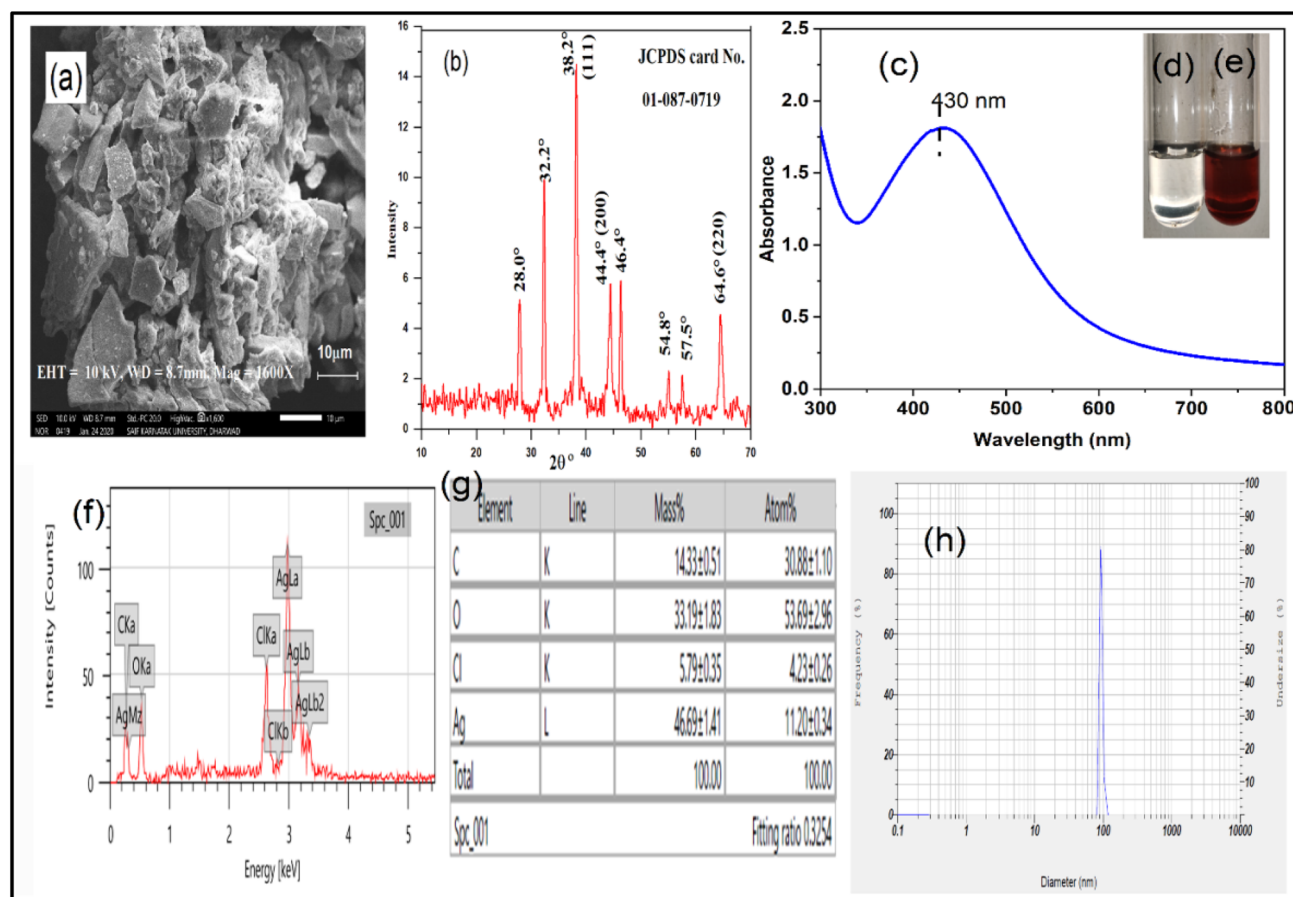 (a)
10µm
EHT = 10 kV, WD = 8.7mm, Mag = 1600X
SED 10.0 kV WD 8.7 mm Std.-PC 20.0 HighVac. x1,600 10 µm
NOR 0419 Jan. 24 2020 SAIF KARNATAK UNIVERSITY, DHARWAD
(b)
JCPDS card No.
01-087-0719
28.0°
32.2°
38.2°
(111)
44.4° (200)
46.4°
54.8°
57.5°
64.6° (220)
Intensity
16
14
12
10
8
6
4
2
0
10 20 30 40 50 60 70
2θ°
(c)
430 nm
(d) (e)
Absorbance
2.5
2.0
1.5
1.0
0.5
0.0
300 400 500 600 700 800
Wavelength (nm)
(f)
Spc_001
Intensity [Counts]
100
50
0
CKa
OKa
AgMz
ClKa
ClKb
AgLa
AgLb
AgLb2
0 1 2 3 4 5
Energy [keV]
(g)
Element Line Mass% Atom%
C K 14.33±0.51 30.88±1.10
O K 33.19±1.83 53.69±2.96
Cl K 5.79±0.35 4.23±0.26
Ag L 46.69±1.41 11.20±0.34
Total 100.00 100.00
Spc_001 Fitting ratio 0.3254
(h)
Frequency (%)
100
80
60
40
20
0
100
90
80
70
60
50
40
30
20
10
Undersize (%)
0.1 1 10 100 1000 10000
Diameter (nm)